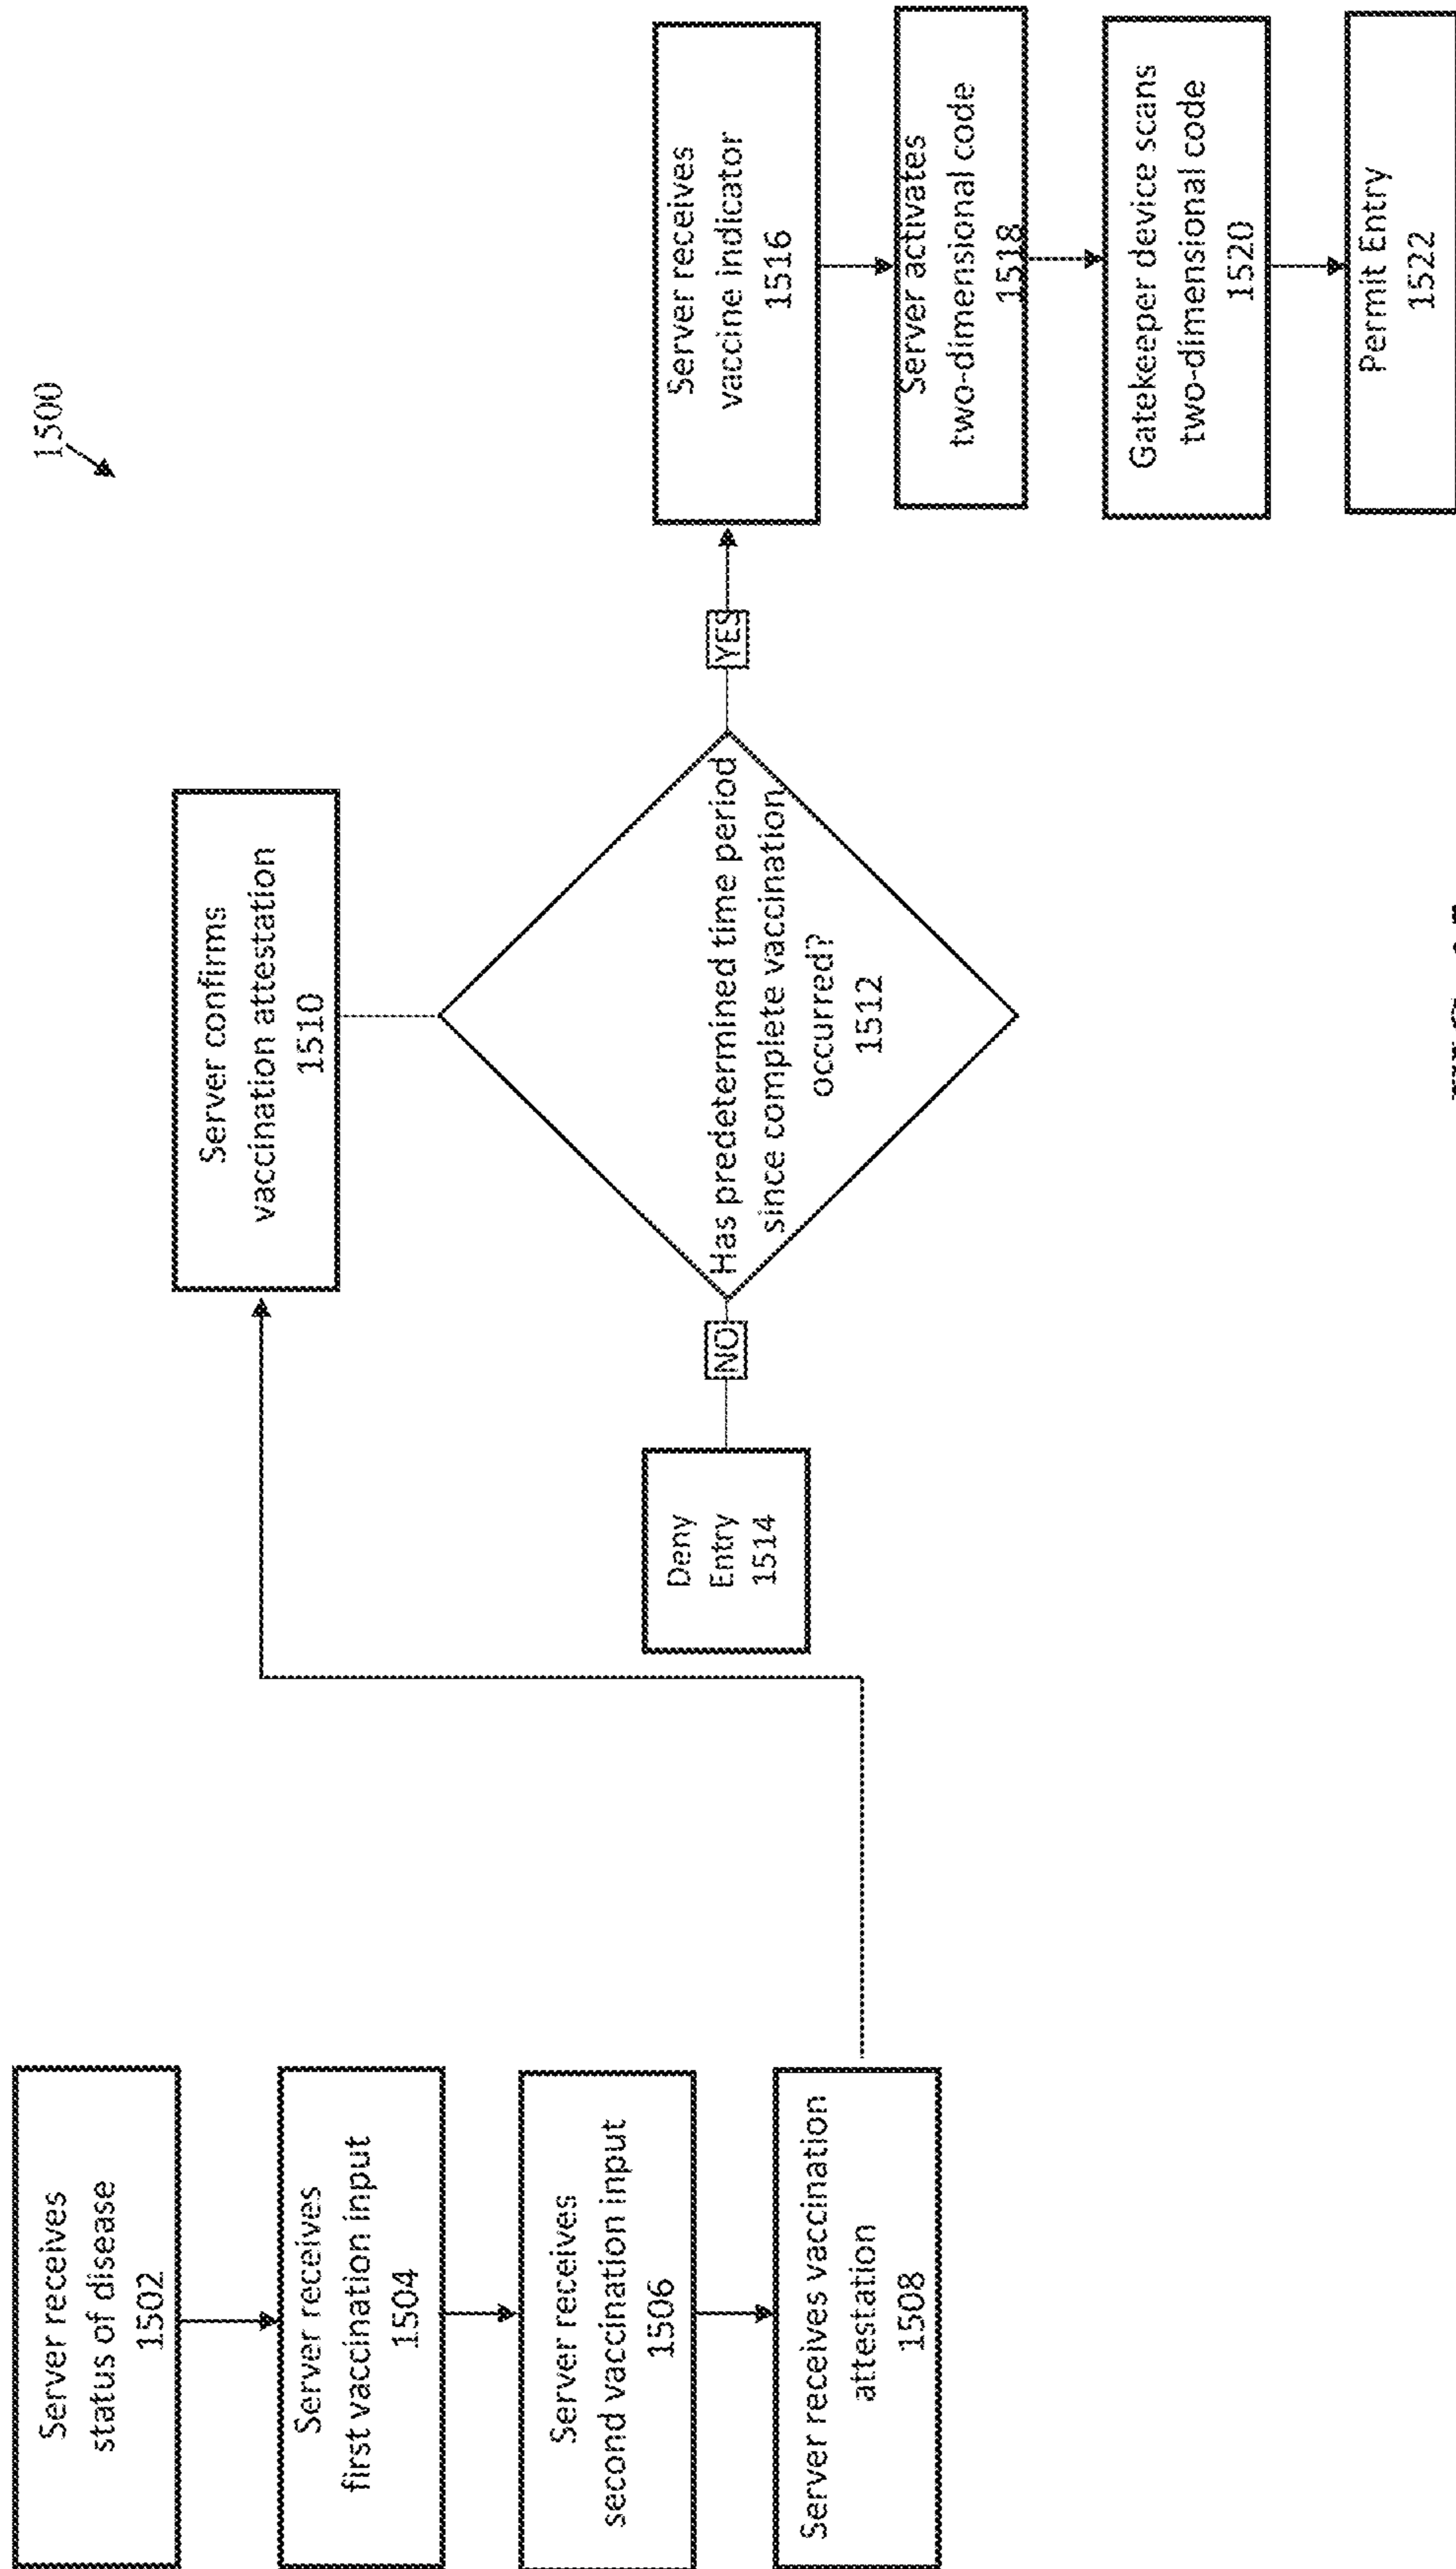 1500
Server receives
status of disease
1502
Server receives
first vaccination input
1504
Server receives
second vaccination input
1506
Server receives vaccination
attestation
1508
Server confirms
vaccination attestation
1510
Has predetermined time period
since complete vaccination
occurred?
1512
NO
Deny
Entry
1514
YES
Server receives
vaccine indicator
1516
Server activates
two-dimensional code
1518
Gatekeeper device scans
two-dimensional code
1520
Permit Entry
1522